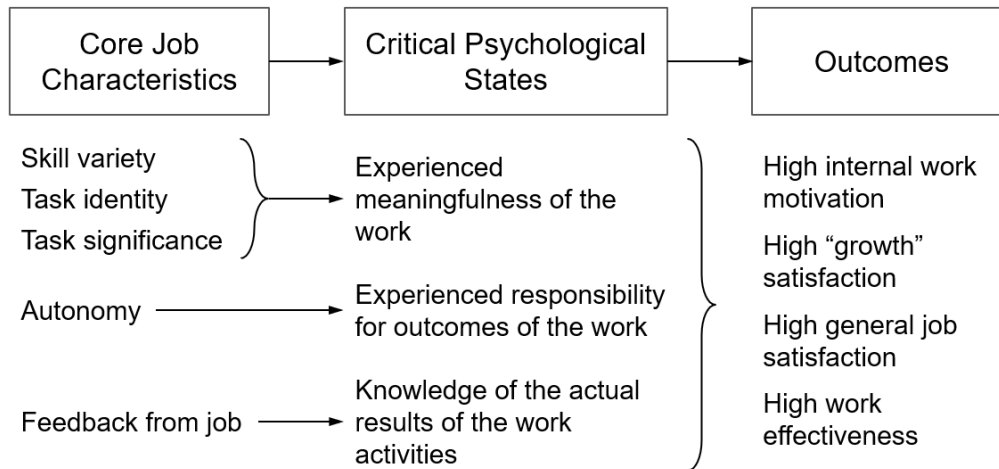 Core Job
Characteristics
Critical Psychological
States
Outcomes
Skill variety
Task identity
Task significance
Experienced
meaningfulness of the
work
Autonomy
Experienced responsibility
for outcomes of the work
Feedback from job
Knowledge of the actual
results of the work
activities
High internal work
motivation
High “growth”
satisfaction
High general job
satisfaction
High work
effectiveness